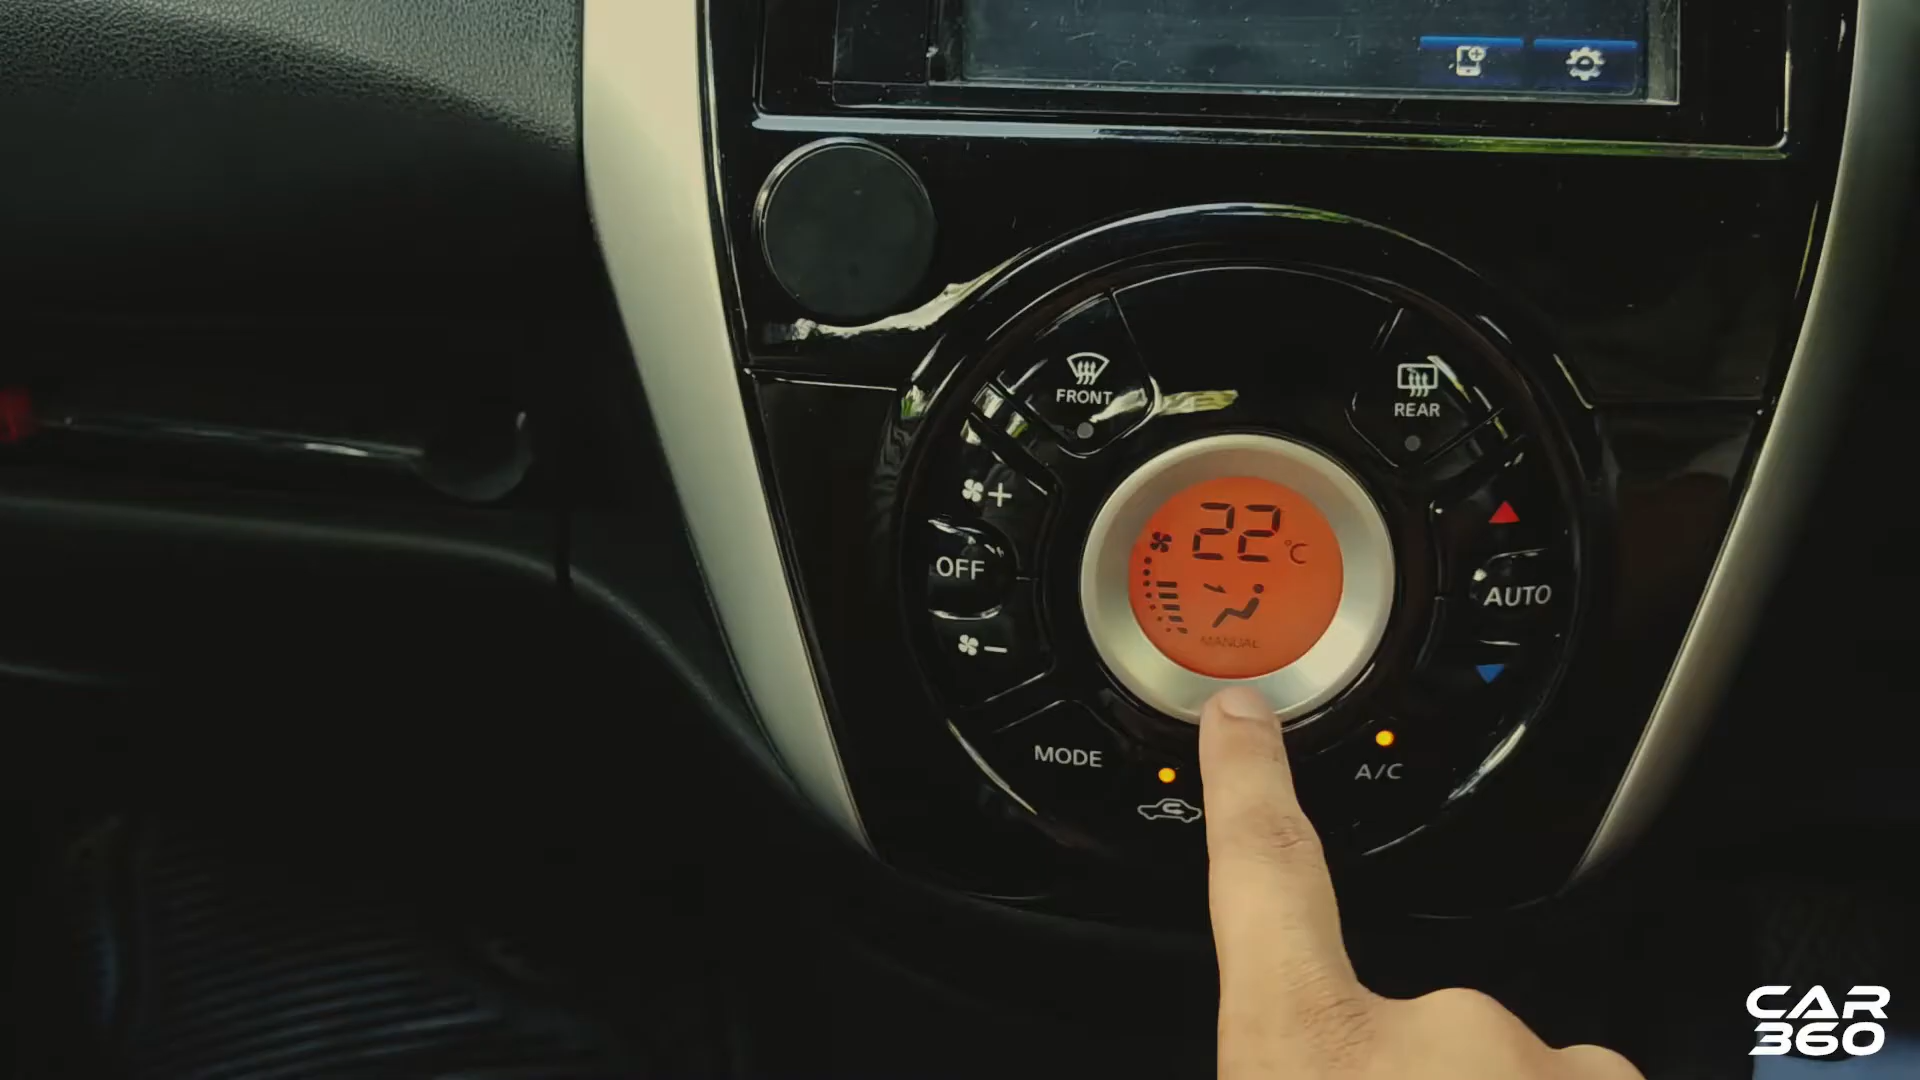 FRONT
REAR
+
OFF
22 °C
AUTO
MANUAL
−
MODE
A/C
CAR
360